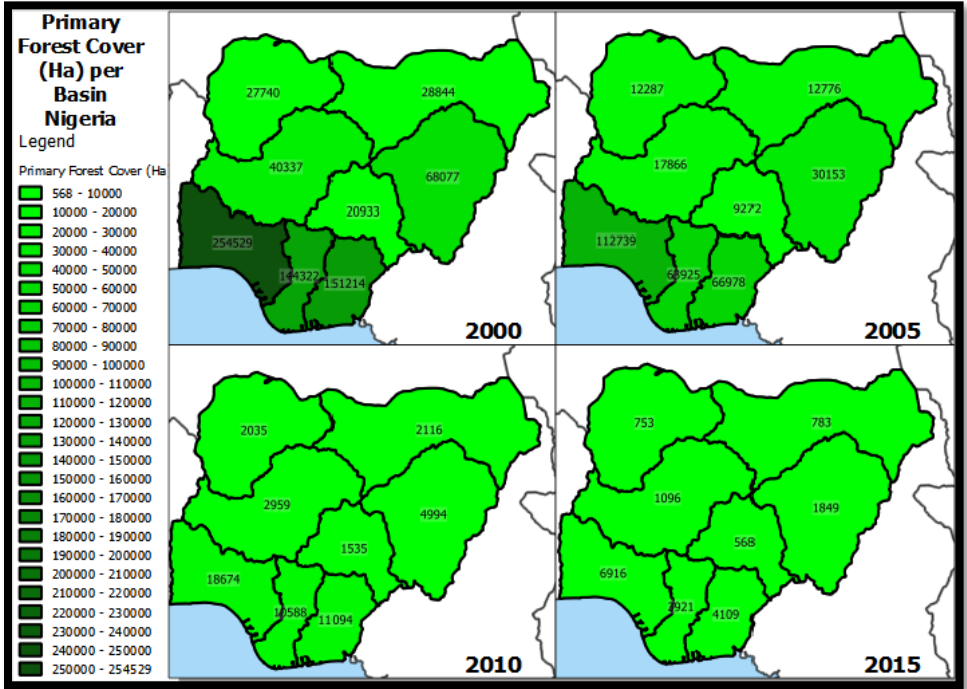 Primary
Forest Cover
(Ha) per
Basin
Nigeria
Legend
Primary Forest Cover (Ha
568 - 10000
10000 - 20000
20000 - 30000
30000 - 40000
40000 - 50000
50000 - 60000
60000 - 70000
70000 - 80000
80000 - 90000
90000 - 100000
100000 - 110000
110000 - 120000
120000 - 130000
130000 - 140000
140000 - 150000
150000 - 160000
160000 - 170000
170000 - 180000
180000 - 190000
190000 - 200000
200000 - 210000
210000 - 220000
220000 - 230000
230000 - 240000
240000 - 250000
250000 - 254529
27740
28844
40337
68077
20933
254529
144322
151214
2000
12287
12776
17866
30153
9272
112739
63925
66978
2005
2035
2116
2959
4994
1535
18674
10588
11094
2010
753
783
1096
1849
568
6916
3921
4109
2015